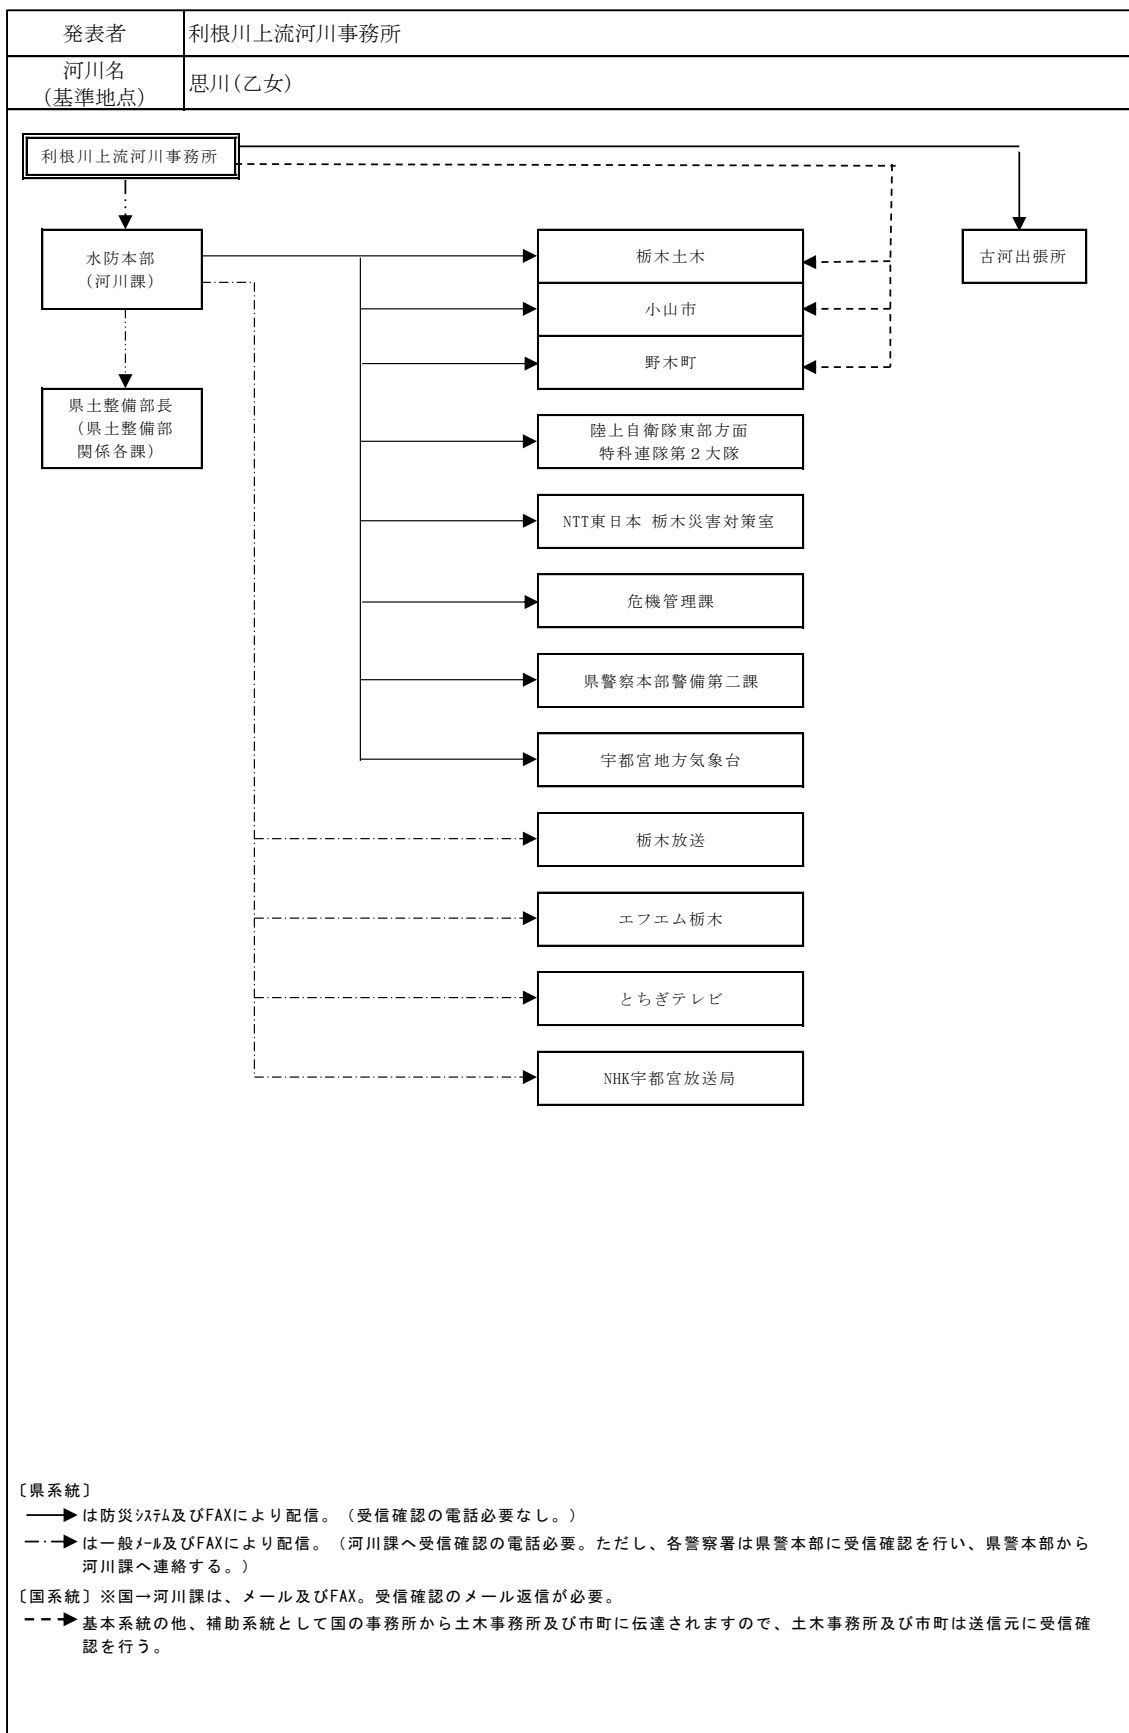 発表者
利根川上流河川事務所
河川名
(基準地点)
思川(乙女)
利根川上流河川事務所
水防本部
(河川課)
栃木土木
古河出張所
小山市
野木町
県土整備部長
(県土整備部
関係各課)
陸上自衛隊東部方面
特科連隊第２大隊
NTT東日本 栃木災害対策室
危機管理課
県警察本部警備第二課
宇都宮地方気象台
栃木放送
エフエム栃木
とちぎテレビ
NHK宇都宮放送局
〔県系統〕
は防災ｼｽﾃﾑ及びFAXにより配信。（受信確認の電話必要なし。）
は一般ﾒｰﾙ及びFAXにより配信。（河川課へ受信確認の電話必要。ただし、各警察署は県警本部に受信確認を行い、県警本部から
河川課へ連絡する。）
〔国系統〕※国→河川課は、メール及びFAX。受信確認のメール返信が必要。
基本系統の他、補助系統として国の事務所から土木事務所及び市町に伝達されますので、土木事務所及び市町は送信元に受信確
認を行う。